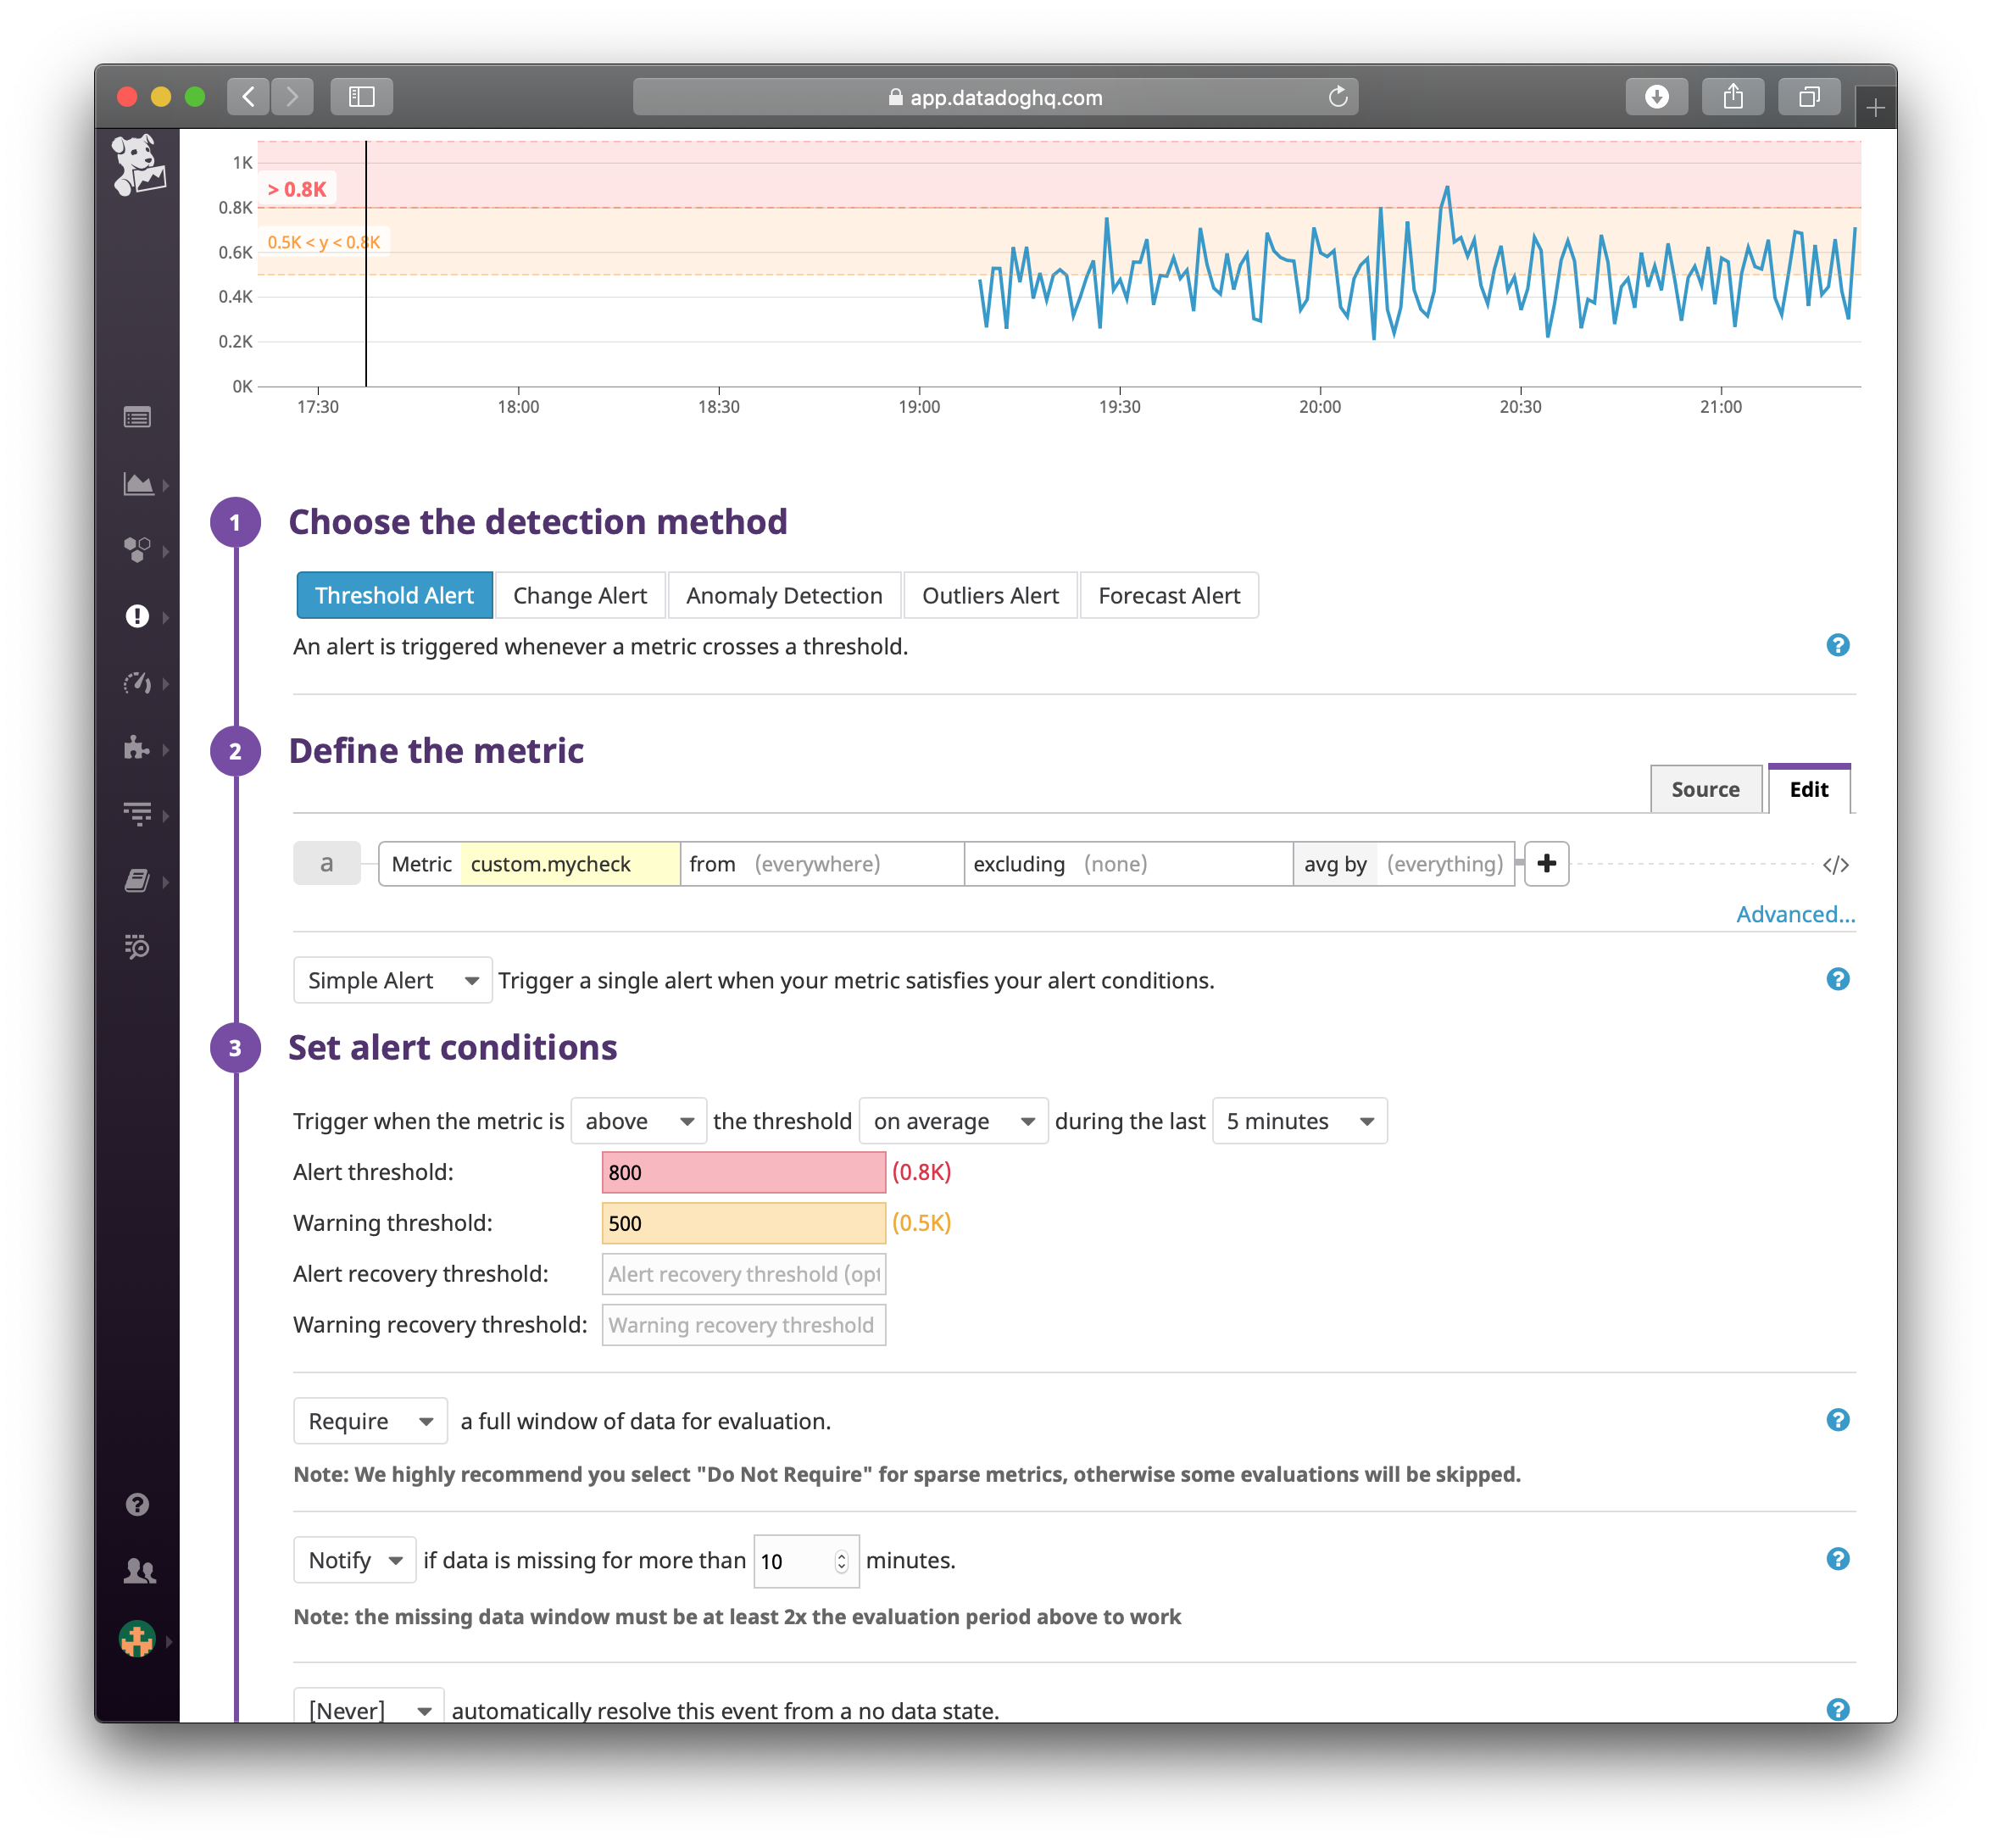 app.datadoghq.com
1K
> 0.8K
0.8K
0.5K < y < 0.8K
0.6K
0.4K
0.2K
0K
17:30 18:00 18:30 19:00 19:30 20:00 20:30 21:00
1 Choose the detection method
Threshold Alert Change Alert Anomaly Detection Outliers Alert Forecast Alert
An alert is triggered whenever a metric crosses a threshold. ?
2 Define the metric
Source Edit
a Metric custom.mycheck from (everywhere) excluding (none) avg by (everything) + </>
Advanced...
Simple Alert Trigger a single alert when your metric satisfies your alert conditions. ?
3 Set alert conditions
Trigger when the metric is above the threshold on average during the last 5 minutes
Alert threshold: 800 (0.8K)
Warning threshold: 500 (0.5K)
Alert recovery threshold: Alert recovery threshold (opt
Warning recovery threshold: Warning recovery threshold
Require a full window of data for evaluation. ?
Note: We highly recommend you select "Do Not Require" for sparse metrics, otherwise some evaluations will be skipped.
Notify if data is missing for more than 10 minutes. ?
Note: the missing data window must be at least 2x the evaluation period above to work
[Never] automatically resolve this event from a no data state. ?